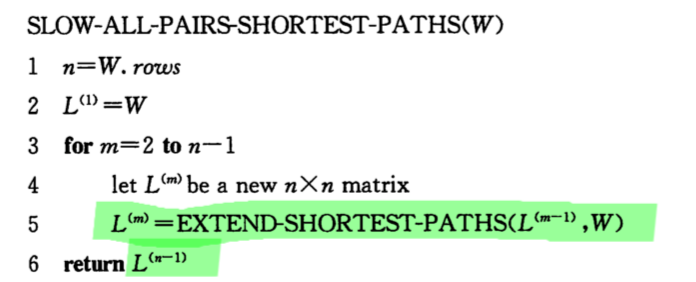 SLOW-ALL-PAIRS-SHORTEST-PATHS(W)
1 n=W. rows
2 L⁽¹⁾=W
3 for m=2 to n−1
4 let L⁽ᵐ⁾ be a new n×n matrix
5 L⁽ᵐ⁾=EXTEND-SHORTEST-PATHS(L⁽ᵐ⁻¹⁾,W)
6 return L⁽ⁿ⁻¹⁾